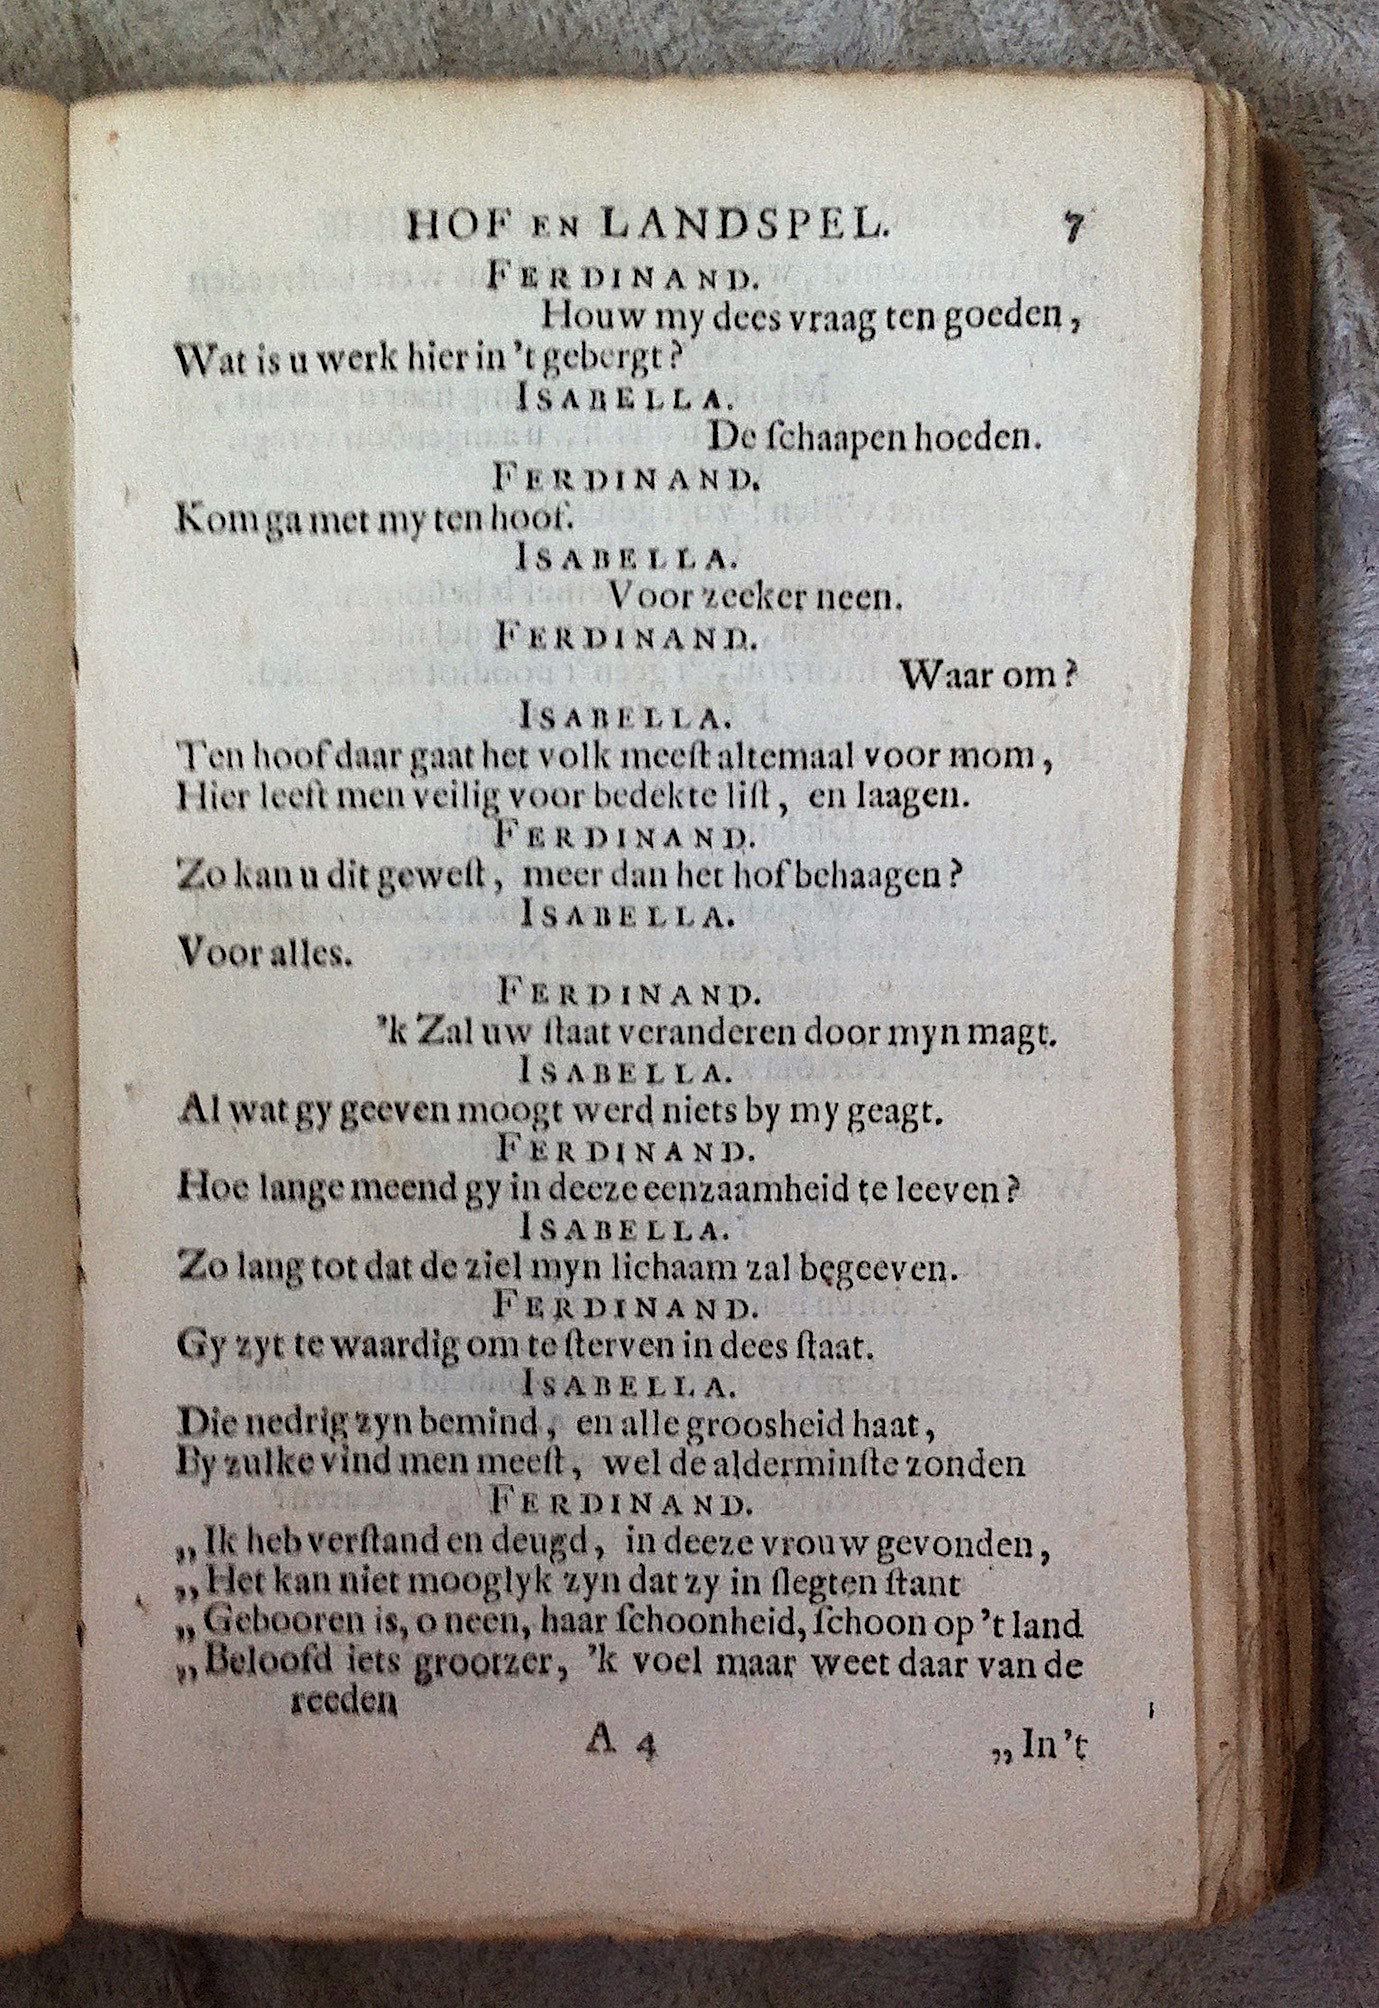 HOF EN LANDSPEL. 7
FERDINAND.
Houw my dees vraag ten goeden,
Wat is u werk hier in 't gebergt?
ISABELLA.
De ſchaapen hoeden.
FERDINAND.
Kom ga met my ten hoof.
ISABELLA.
Voor zeeker neen.
FERDINAND.
Waar om?
ISABELLA.
Ten hoof daar gaat het volk meeſt altemaal voor mom,
Hier leeft men veilig voor bedekte liſt, en laagen.
FERDINAND.
Zo kan u dit geweſt, meer dan het hof behaagen?
ISABELLA.
Voor alles.
FERDINAND.
'k Zal uw ſtaat veranderen door myn magt.
ISABELLA.
Al wat gy geeven moogt werd niets by my geagt.
FERDINAND.
Hoe lange meend gy in deeze eenzaamheid te leeven?
ISABELLA.
Zo lang tot dat de ziel myn lichaam zal begeeven.
FERDINAND.
Gy zyt te waardig om te ſterven in dees ſtaat.
ISABELLA.
Die nedrig zyn bemind, en alle groosheid haat,
By zulke vind men meeſt, wel de alderminſte zonden
FERDINAND.
„Ik heb verſtand en deugd, in deeze vrouw gevonden,
„Het kan niet mooglyk zyn dat zy in ſlegten ſtant
„Gebooren is, o neen, haar ſchoonheid, ſchoon op 't land
„Beloofd iets grootzer, 'k voel maar weet daar van de
reeden
A 4 „In 't